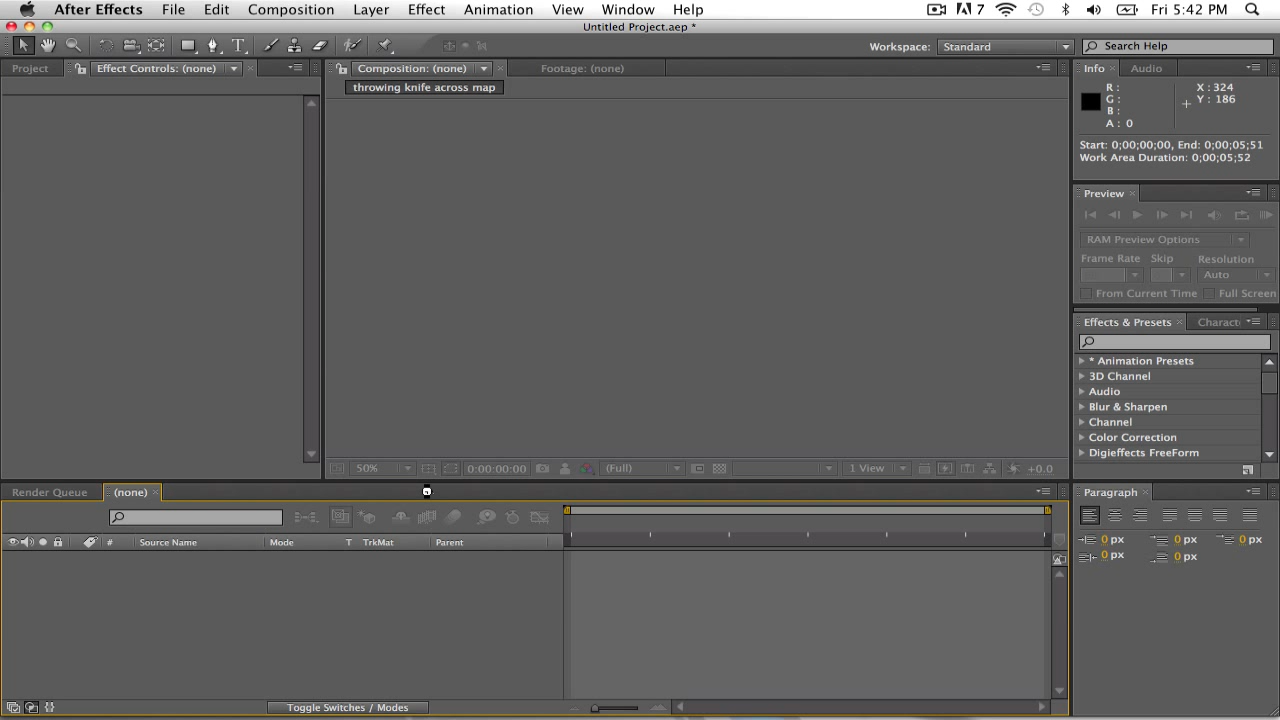 After Effects File Edit Composition Layer Effect Animation View Window Help 7 Fri 5:42 PM
Untitled Project.aep *
T Workspace: Standard Search Help
Project Effect Controls: (none) Composition: (none) Footage: (none) Info Audio
throwing knife across map
R : X : 324
G : Y : 186
B :
A : 0
Start: 0;00;00;00, End: 0;00;05;51
Work Area Duration: 0;00;05;52
Preview
RAM Preview Options
Frame Rate Skip Resolution
Auto
From Current Time Full Screen
Effects & Presets Charact
* Animation Presets
3D Channel
Audio
Blur & Sharpen
Channel
Color Correction
Digieffects FreeForm
50% 0:00:00:00 (Full) 1 View +0.0
Render Queue (none) Paragraph
# Source Name Mode T TrkMat Parent
0 px 0 px 0 px
0 px 0 px
Toggle Switches / Modes